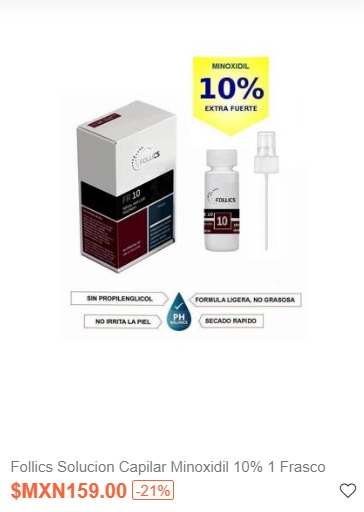 MINOXIDIL
10%
EXTRA FUERTE
FOLLICS
FR 10
FOLLICS
10
SIN PROPILENGLICOL
FORMULA LIGERA, NO GRASOSA
NO IRRITA LA PIEL
PH
BALANCE
SECADO RAPIDO
Follics Solucion Capilar Minoxidil 10% 1 Frasco
$MXN159.00 -21%